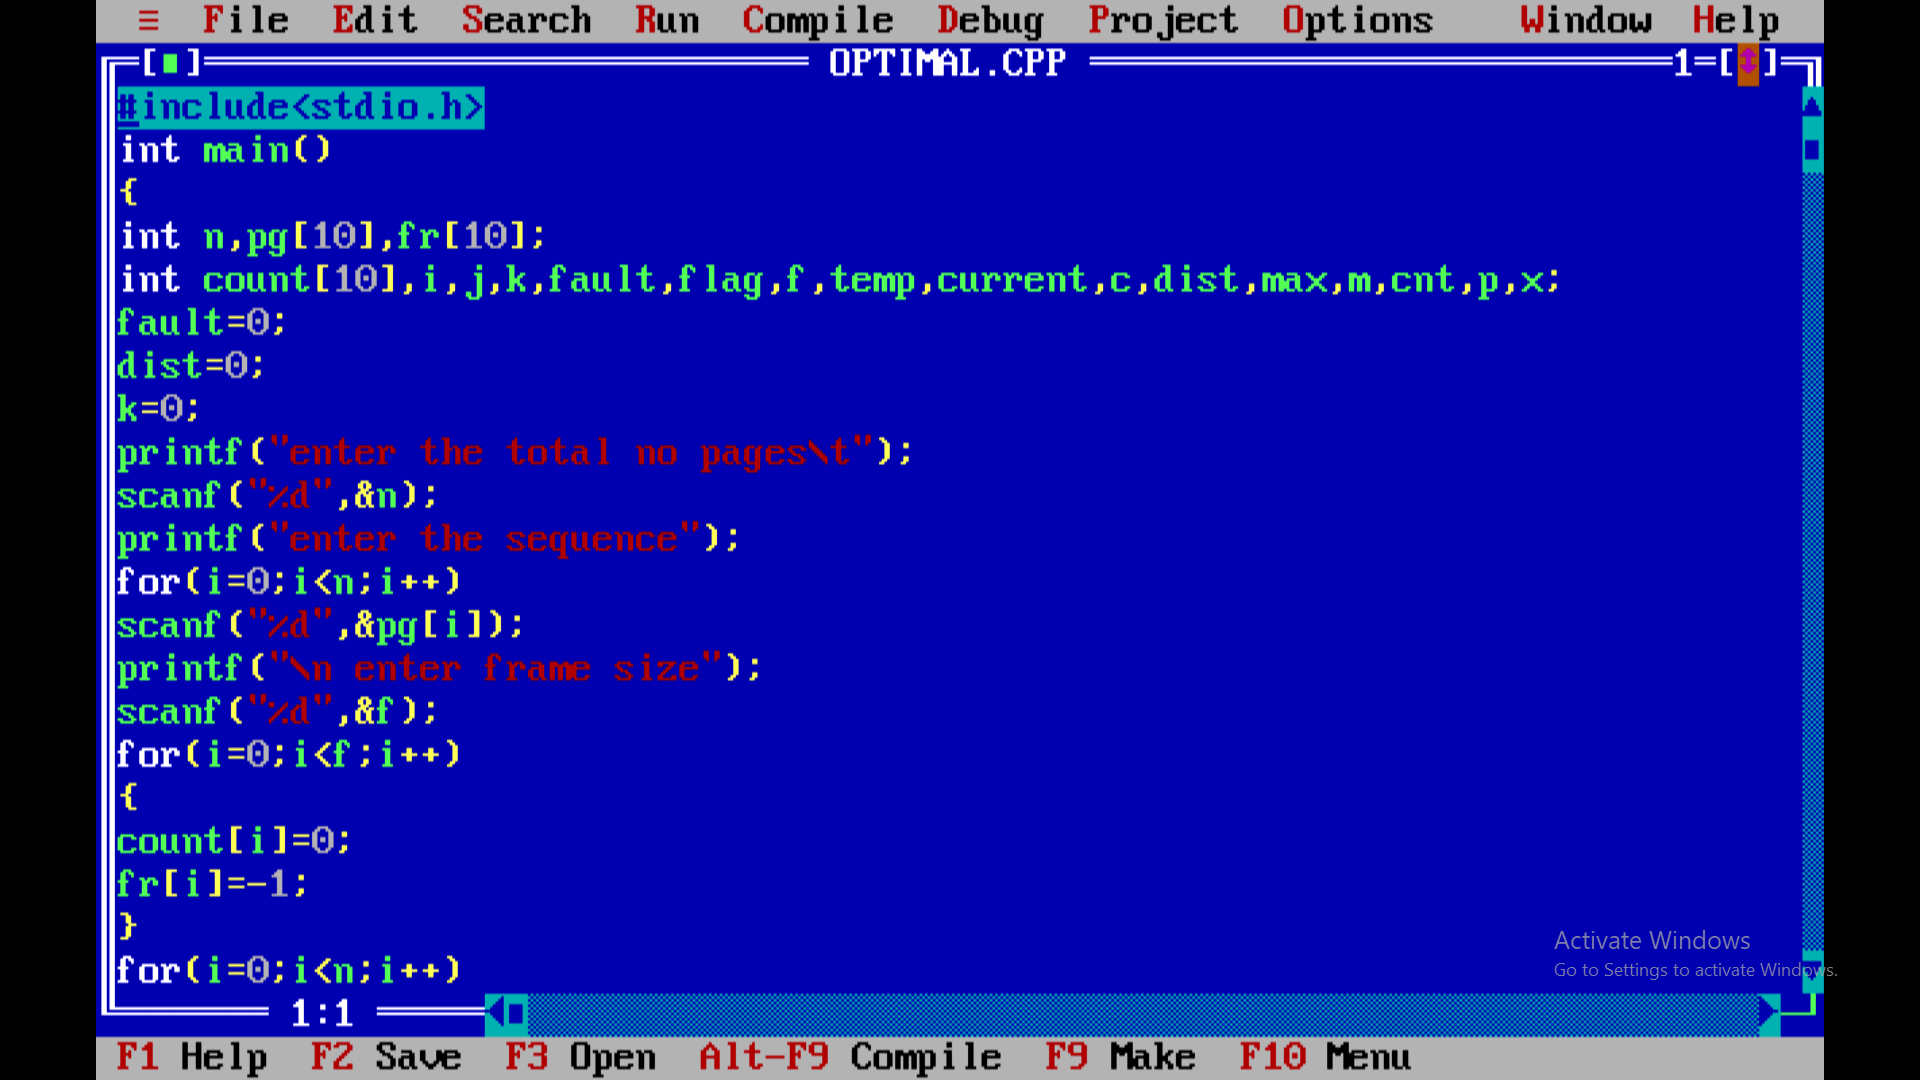 ≡ File Edit Search Run Compile Debug Project Options Window Help
[■] OPTIMAL.CPP 1=[↕]
#include<stdio.h>
int main()
{
int n,pg[10],fr[10];
int count[10],i,j,k,fault,flag,f,temp,current,c,dist,max,m,cnt,p,x;
fault=0;
dist=0;
k=0;
printf("enter the total no pages\t");
scanf("%d",&n);
printf("enter the sequence");
for(i=0;i<n;i++)
scanf("%d",&pg[i]);
printf("\n enter frame size");
scanf("%d",&f);
for(i=0;i<f;i++)
{
count[i]=0;
fr[i]=-1;
}
for(i=0;i<n;i++)
Activate Windows
Go to Settings to activate Windows.
1:1
F1 Help F2 Save F3 Open Alt-F9 Compile F9 Make F10 Menu